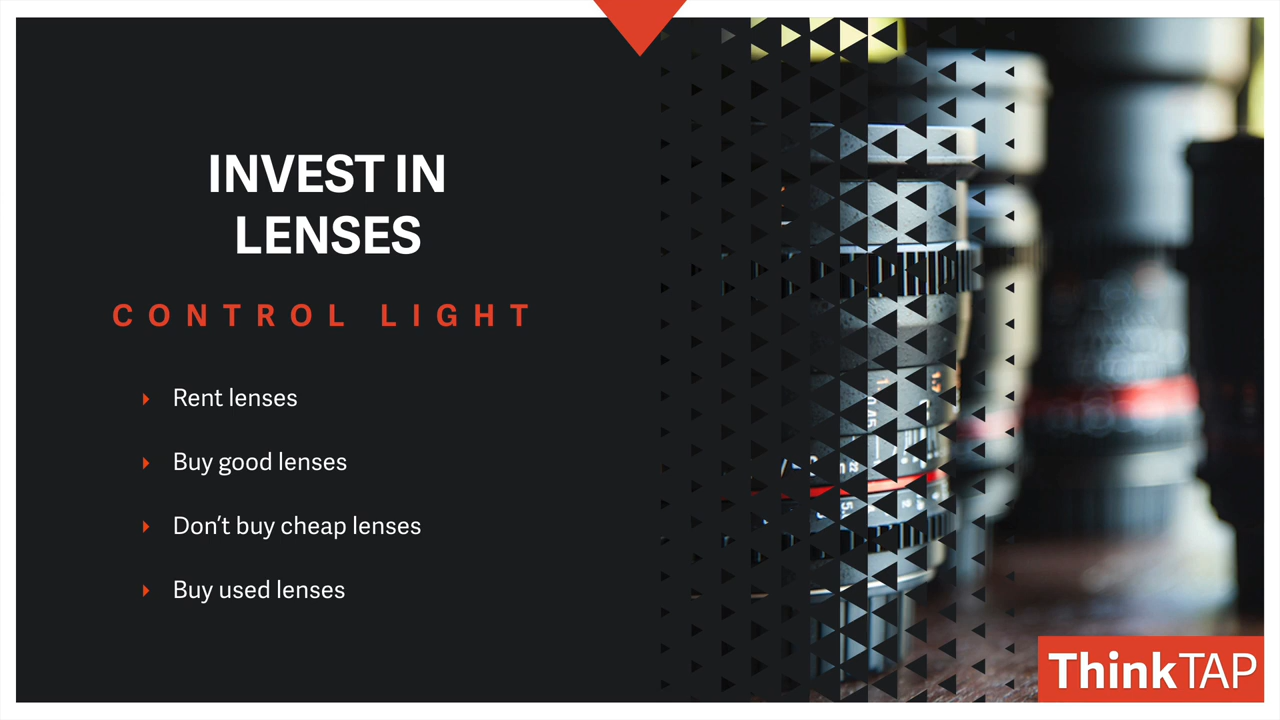 INVEST IN
LENSES
CONTROL LIGHT
Rent lenses
Buy good lenses
Don’t buy cheap lenses
Buy used lenses
ThinkTAP